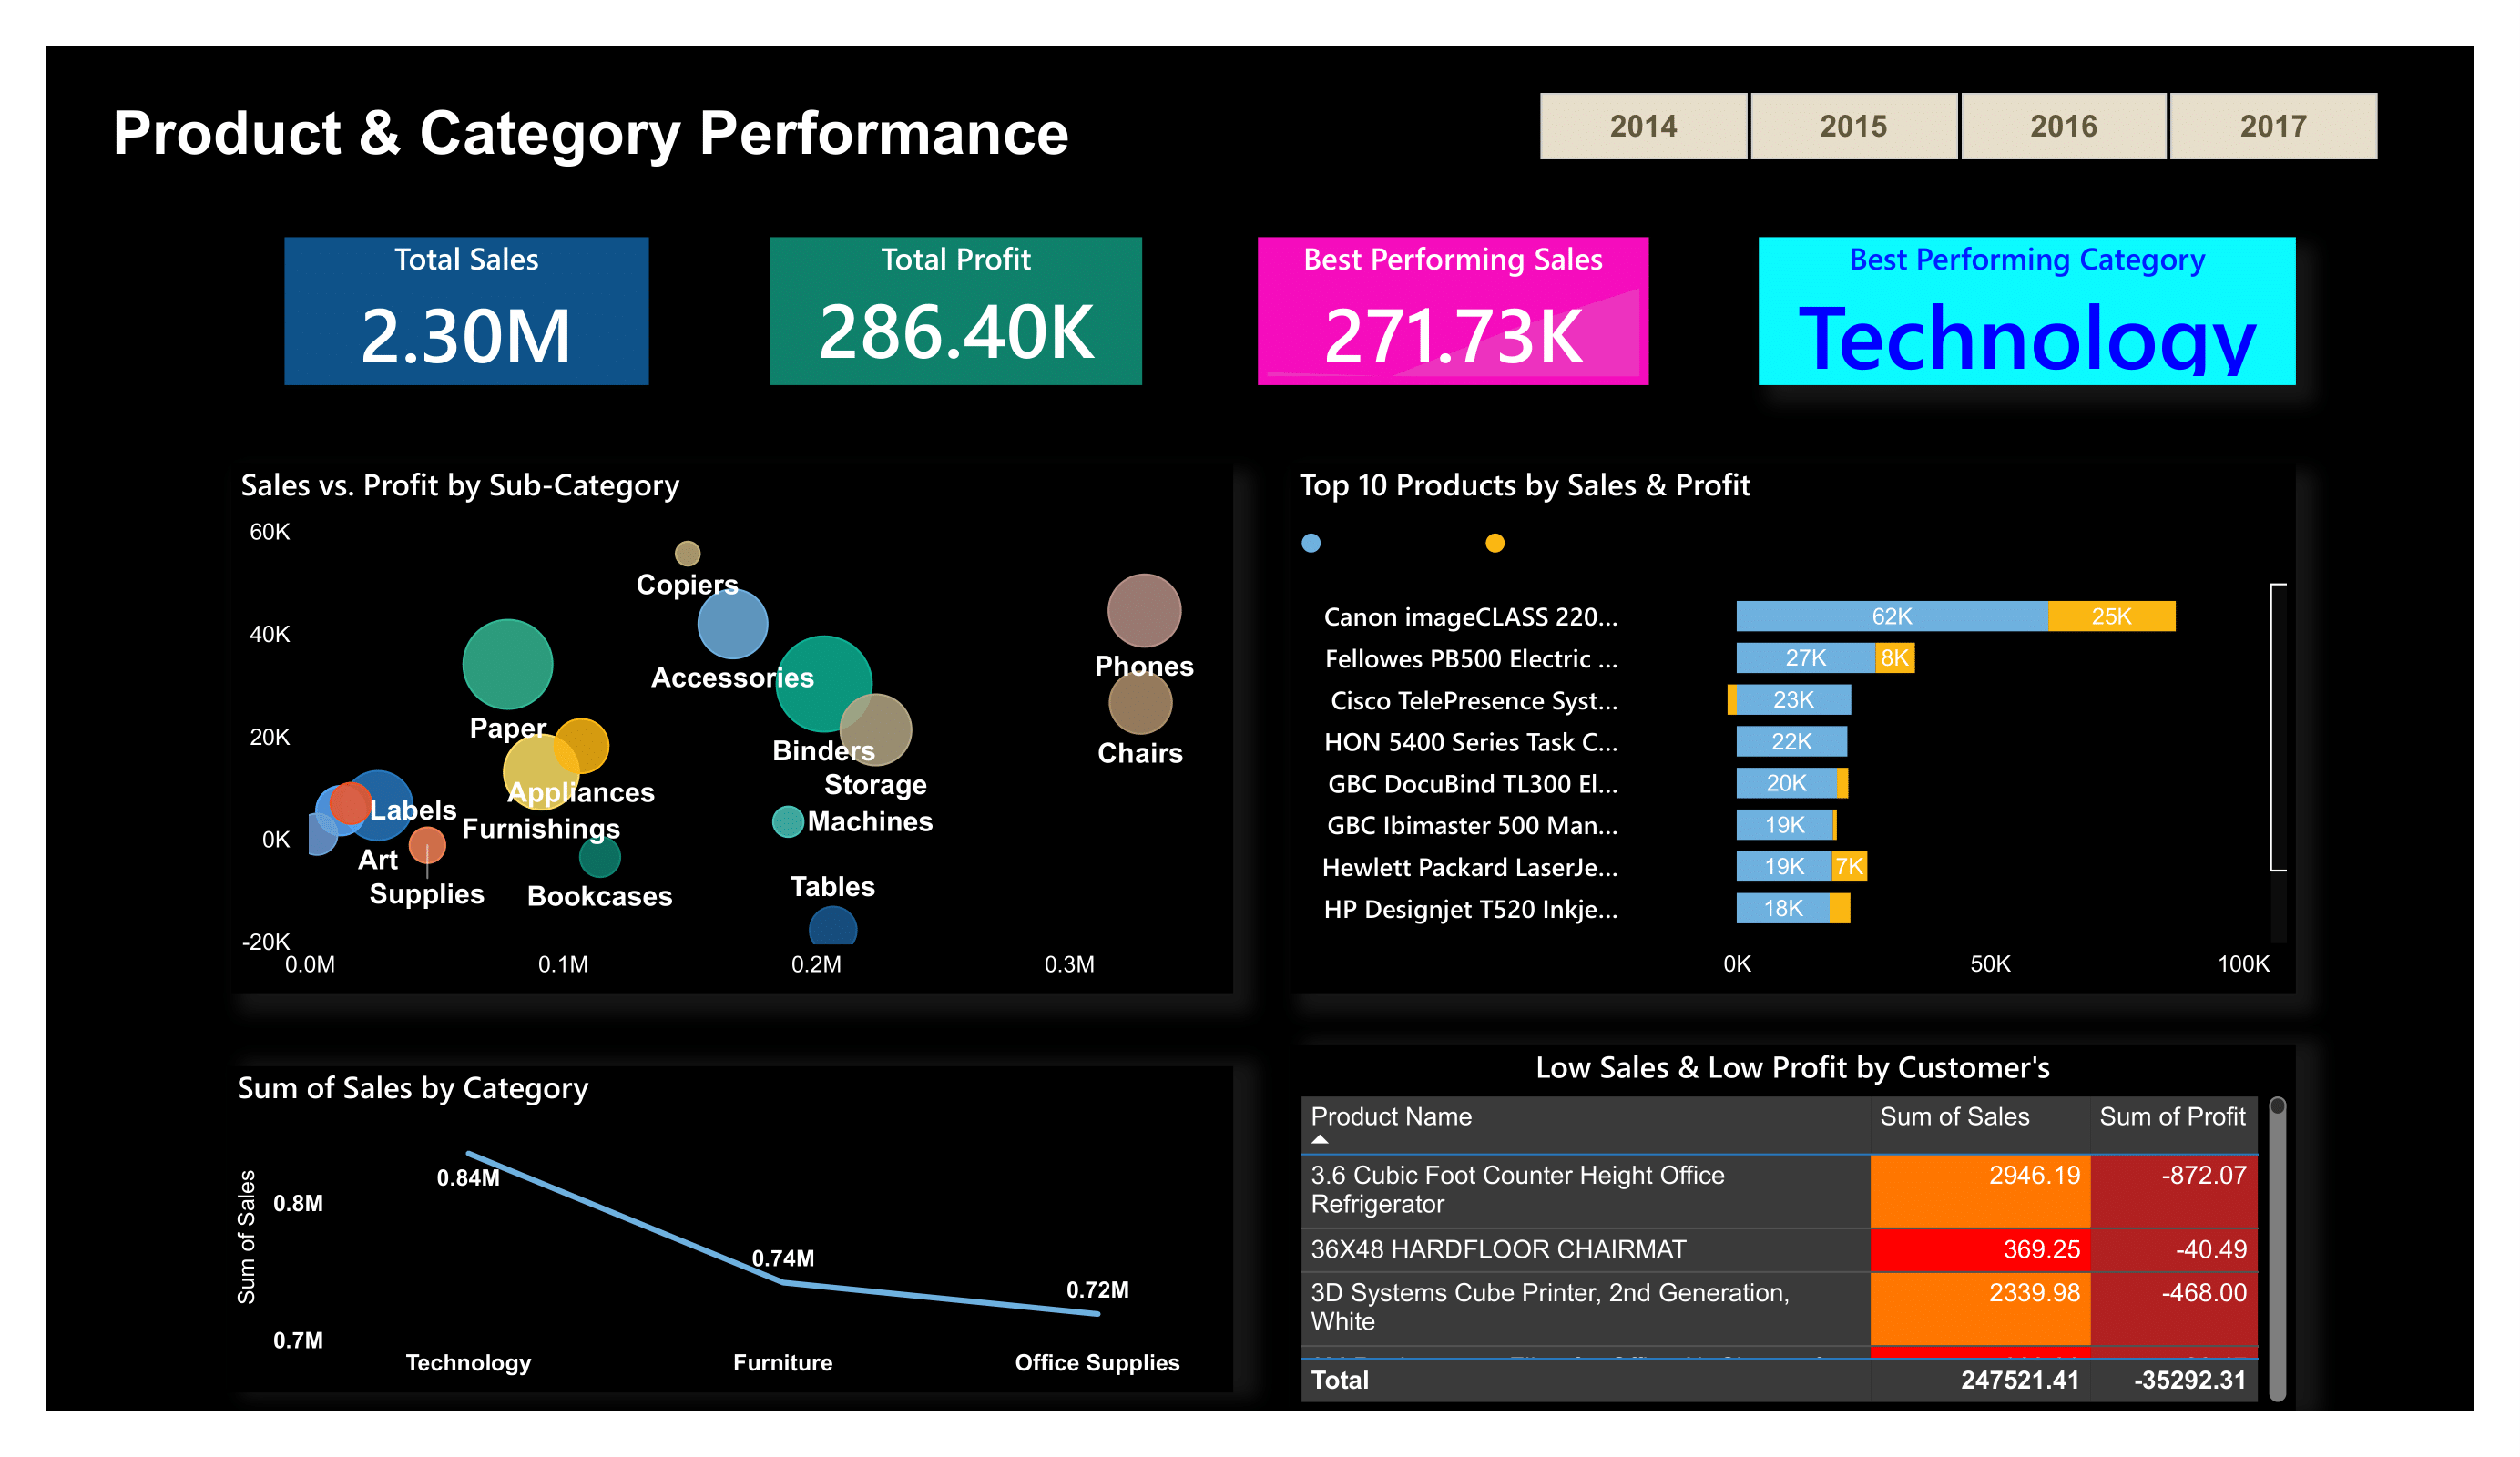 Product & Category Performance
2014
2015
2016
2017
Total Sales
2.30M
Total Profit
286.40K
Best Performing Sales
271.73K
Best Performing Category
Technology
Sales vs. Profit by Sub-Category
60K
40K
20K
0K
-20K
0.0M
0.1M
0.2M
0.3M
Copiers
Accessories
Phones
Paper
Binders
Chairs
Appliances
Storage
Labels
Furnishings
Machines
Art
Supplies
Bookcases
Tables
Top 10 Products by Sales & Profit
Canon imageCLASS 220... 62K 25K
Fellowes PB500 Electric ... 27K 8K
Cisco TelePresence Syst... 23K
HON 5400 Series Task C... 22K
GBC DocuBind TL300 El... 20K
GBC Ibimaster 500 Man... 19K
Hewlett Packard LaserJe... 19K 7K
HP Designjet T520 Inkje... 18K
0K 50K 100K
Sum of Sales by Category
Sum of Sales
0.8M
0.7M
0.84M
0.74M
0.72M
Technology
Furniture
Office Supplies
Low Sales & Low Profit by Customer's
Product Name Sum of Sales Sum of Profit
3.6 Cubic Foot Counter Height Office 2946.19 -872.07
Refrigerator
36X48 HARDFLOOR CHAIRMAT 369.25 -40.49
3D Systems Cube Printer, 2nd Generation, 2339.98 -468.00
White
Total 247521.41 -35292.31